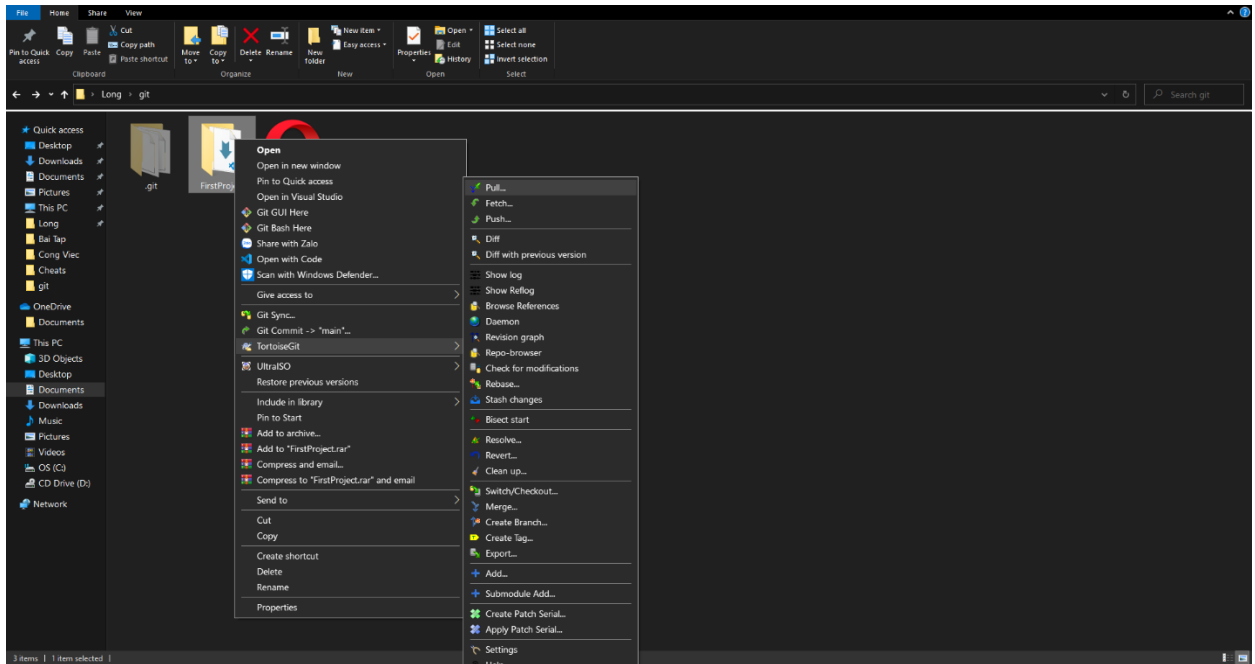 File Home Share View
Pin to Quick access
Copy
Paste
Cut
Copy path
Paste shortcut
Clipboard
Move to
Copy to
Delete
Rename
Organize
New folder
New item
Easy access
New
Properties
Open
Edit
History
Open
Select all
Select none
Invert selection
Select
Long > git
Search git
Quick access
Desktop
Downloads
Documents
Pictures
This PC
Long
Bai Tap
Cong Viec
Cheats
git
OneDrive
Documents
This PC
3D Objects
Desktop
Documents
Downloads
Music
Pictures
Videos
OS (C:)
CD Drive (D:)
Network
.git
FirstProj
Open
Open in new window
Pin to Quick access
Open in Visual Studio
Git GUI Here
Git Bash Here
Share with Zalo
Open with Code
Scan with Windows Defender...
Give access to
Git Sync...
Git Commit -> "main"...
TortoiseGit
UltraISO
Restore previous versions
Include in library
Pin to Start
Add to archive...
Add to "FirstProject.rar"
Compress and email...
Compress to "FirstProject.rar" and email
Send to
Cut
Copy
Create shortcut
Delete
Rename
Properties
Pull...
Fetch...
Push...
Diff
Diff with previous version
Show log
Show Reflog
Browse References
Daemon
Revision graph
Repo-browser
Check for modifications
Rebase...
Stash changes
Bisect start
Resolve...
Revert...
Clean up...
Switch/Checkout...
Merge...
Create Branch...
Create Tag...
Export...
Add...
Submodule Add...
Create Patch Serial...
Apply Patch Serial...
Settings
3 items | 1 item selected |